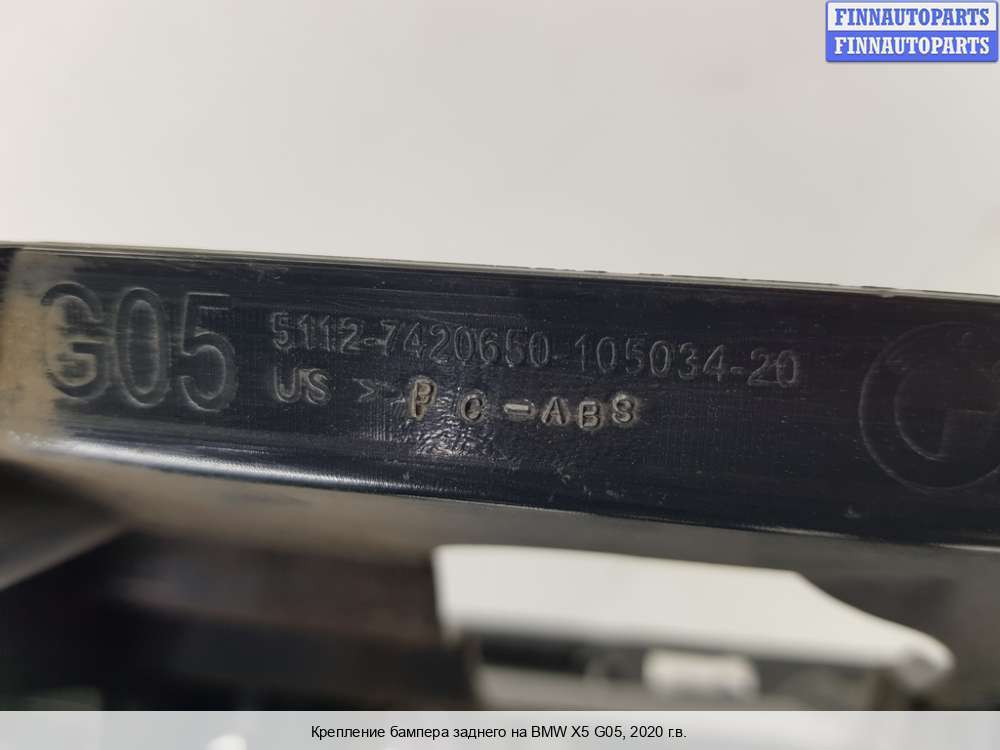 FINNAUTOPARTS
FINNAUTOPARTS
G05
5112-7420650-105034-20
US >PC-ABS
Крепление бампера заднего на BMW X5 G05, 2020 г.в.